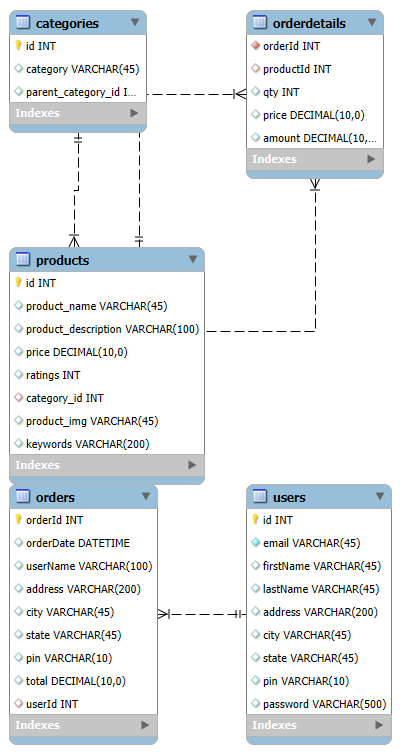 categories
id INT
category VARCHAR(45)
parent_category_id I...
Indexes
orderdetails
orderId INT
productId INT
qty INT
price DECIMAL(10,0)
amount DECIMAL(10,...
Indexes
products
id INT
product_name VARCHAR(45)
product_description VARCHAR(100)
price DECIMAL(10,0)
ratings INT
category_id INT
product_img VARCHAR(45)
keywords VARCHAR(200)
Indexes
orders
orderId INT
orderDate DATETIME
userName VARCHAR(100)
address VARCHAR(200)
city VARCHAR(45)
state VARCHAR(45)
pin VARCHAR(10)
total DECIMAL(10,0)
userId INT
Indexes
users
id INT
email VARCHAR(45)
firstName VARCHAR(45)
lastName VARCHAR(45)
address VARCHAR(200)
city VARCHAR(45)
state VARCHAR(45)
pin VARCHAR(10)
password VARCHAR(500)
Indexes